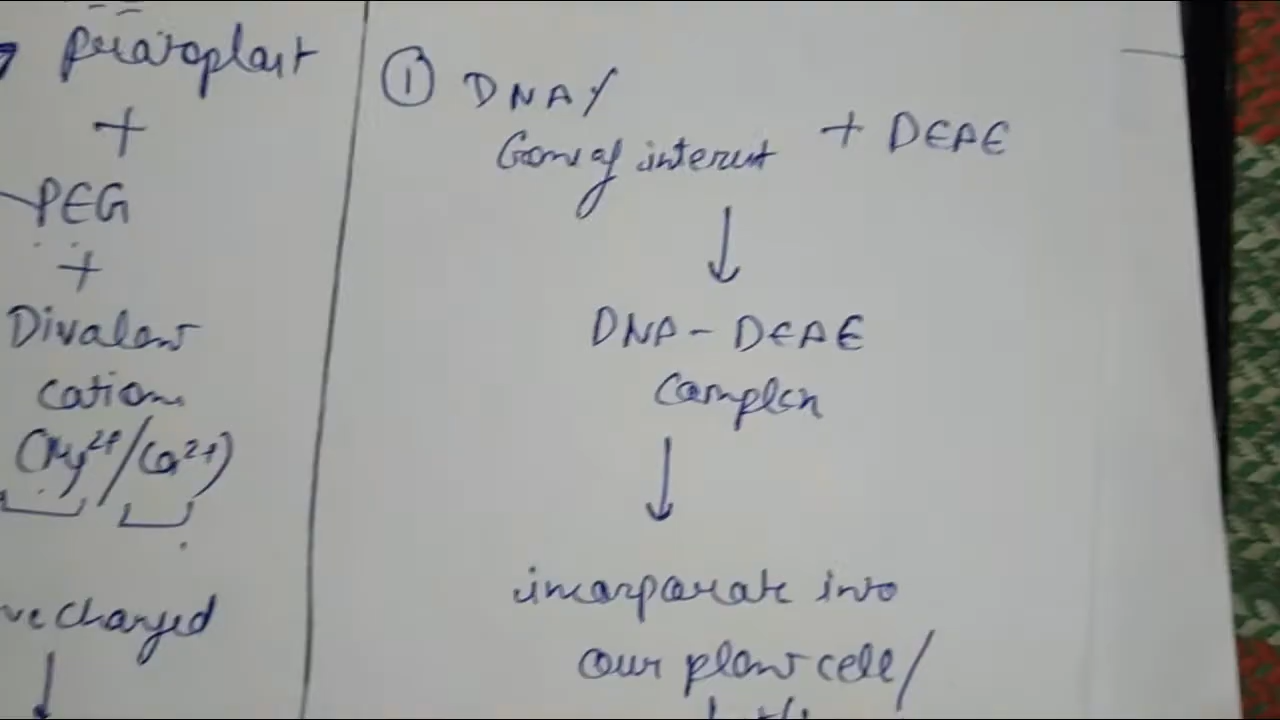 protoplast
+
PEG
+
Divalent
cations
(Mg²⁺/Ca²⁺)
ve charged
① DNA/
Gene of interest + DEAE
↓
DNA - DEAE
Complex
↓
incorporate into
our plant cell/